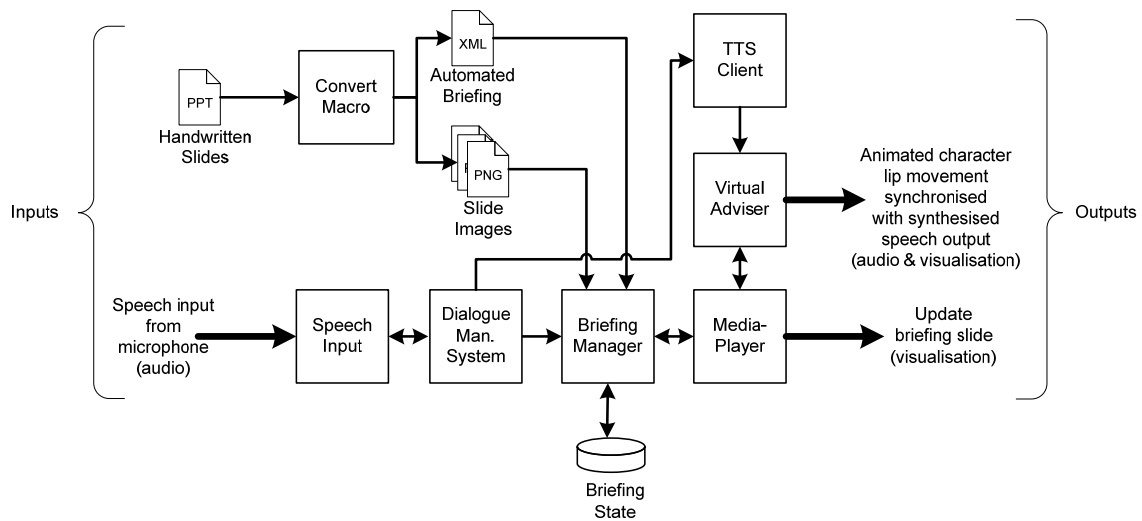 Inputs
PPT
Handwritten
Slides
Convert
Macro
XML
Automated
Briefing
PNG
Slide
Images
TTS
Client
Virtual
Adviser
Animated character
lip movement
synchronised
with synthesised
speech output
(audio & visualisation)
Outputs
Speech input
from
microphone
(audio)
Speech
Input
Dialogue
Man.
System
Briefing
Manager
Media-
Player
Update
briefing slide
(visualisation)
Briefing
State